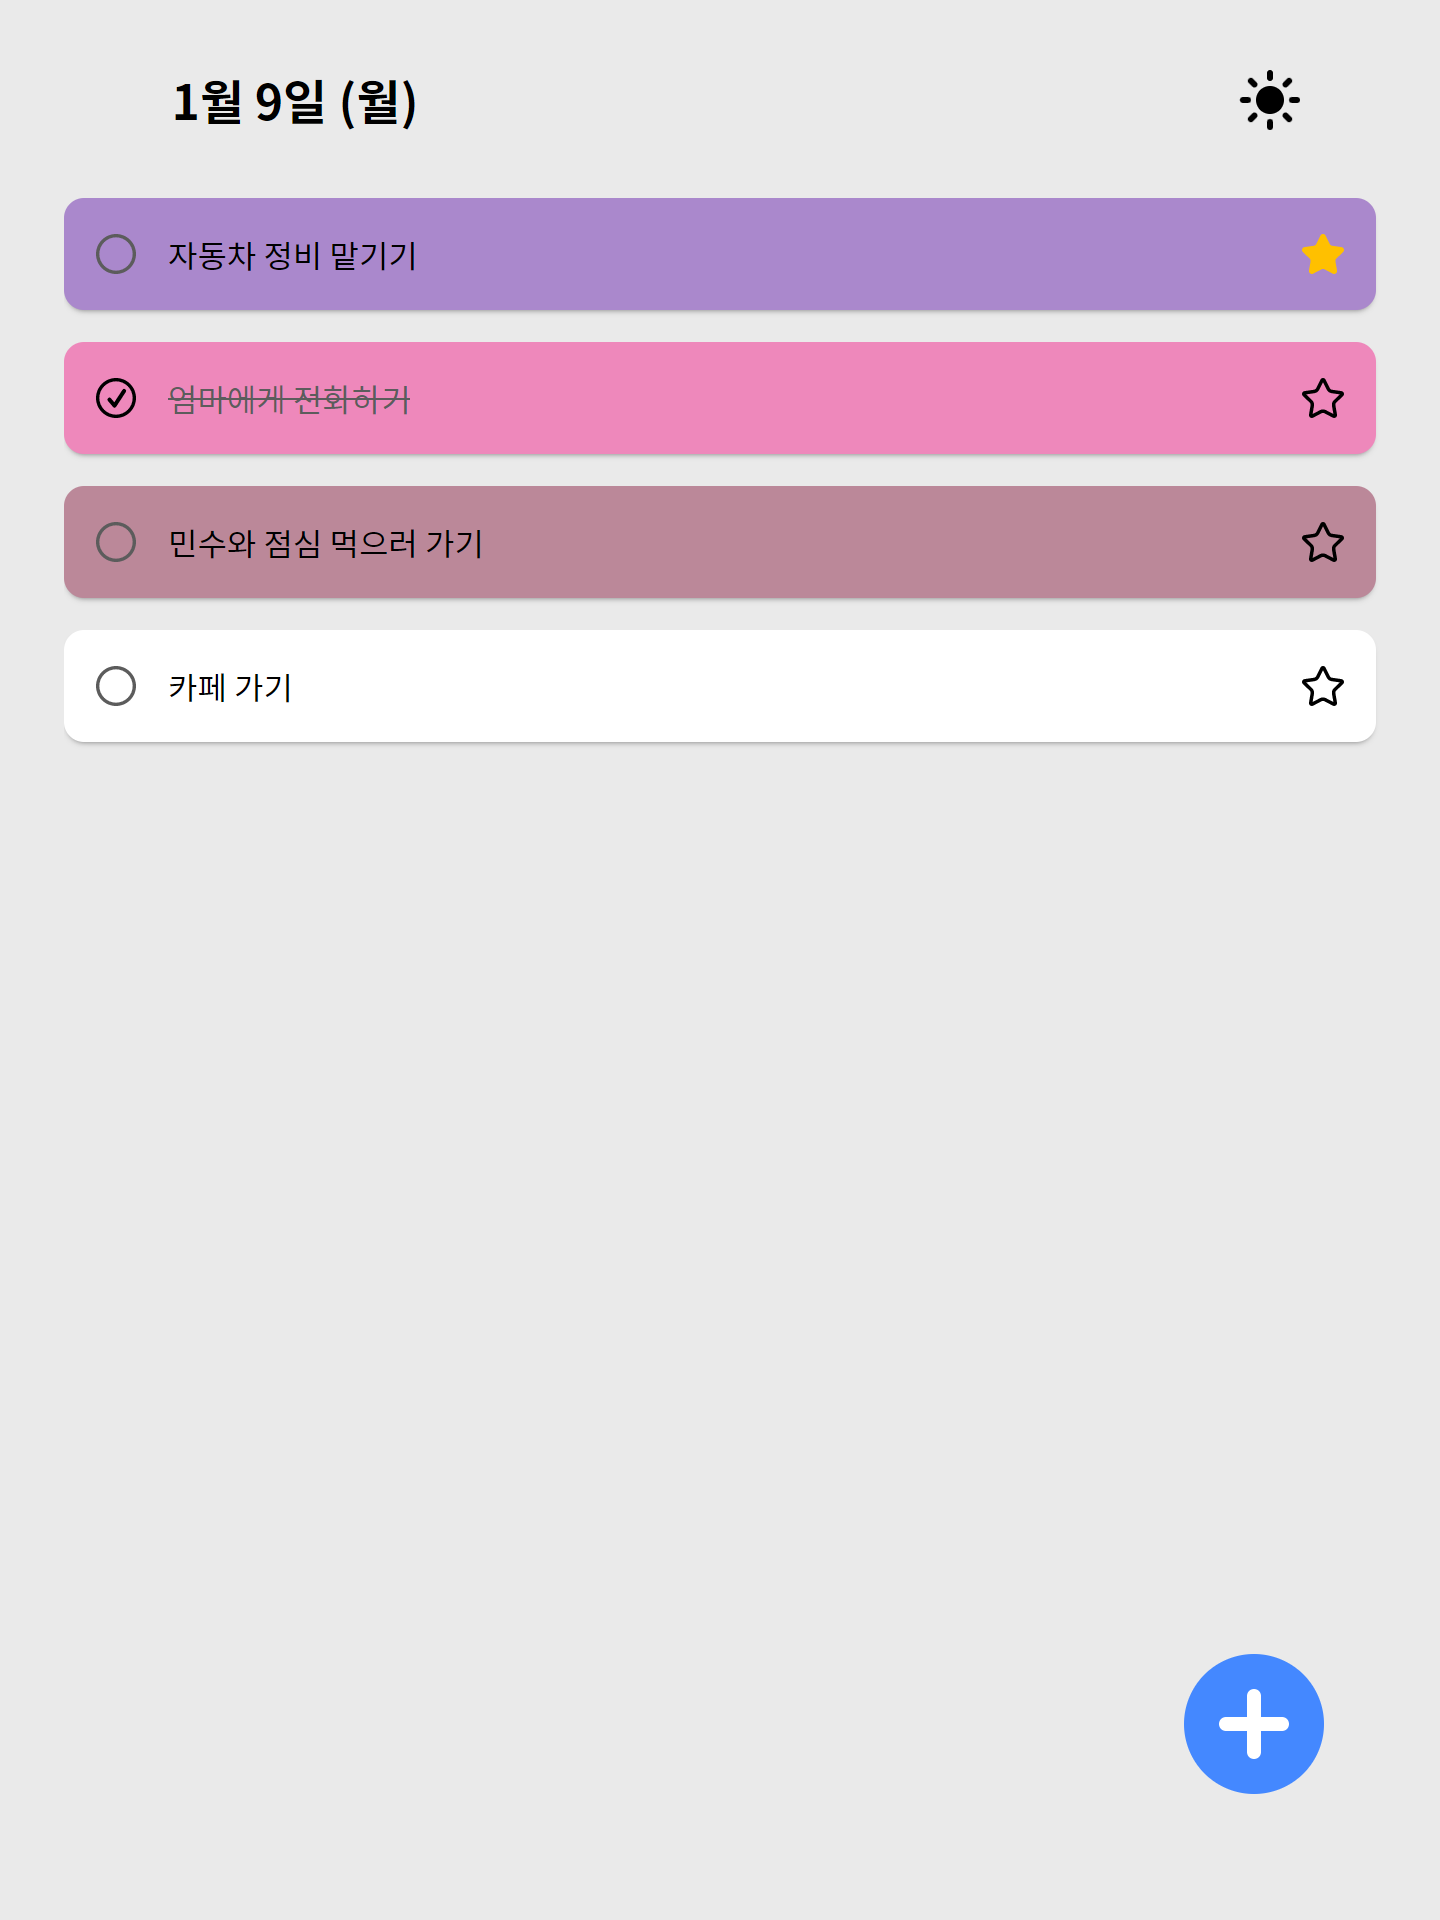 1월 9일 (월)
자동차 정비 맡기기
엄마에게 전화하기
민수와 점심 먹으러 가기
카페 가기